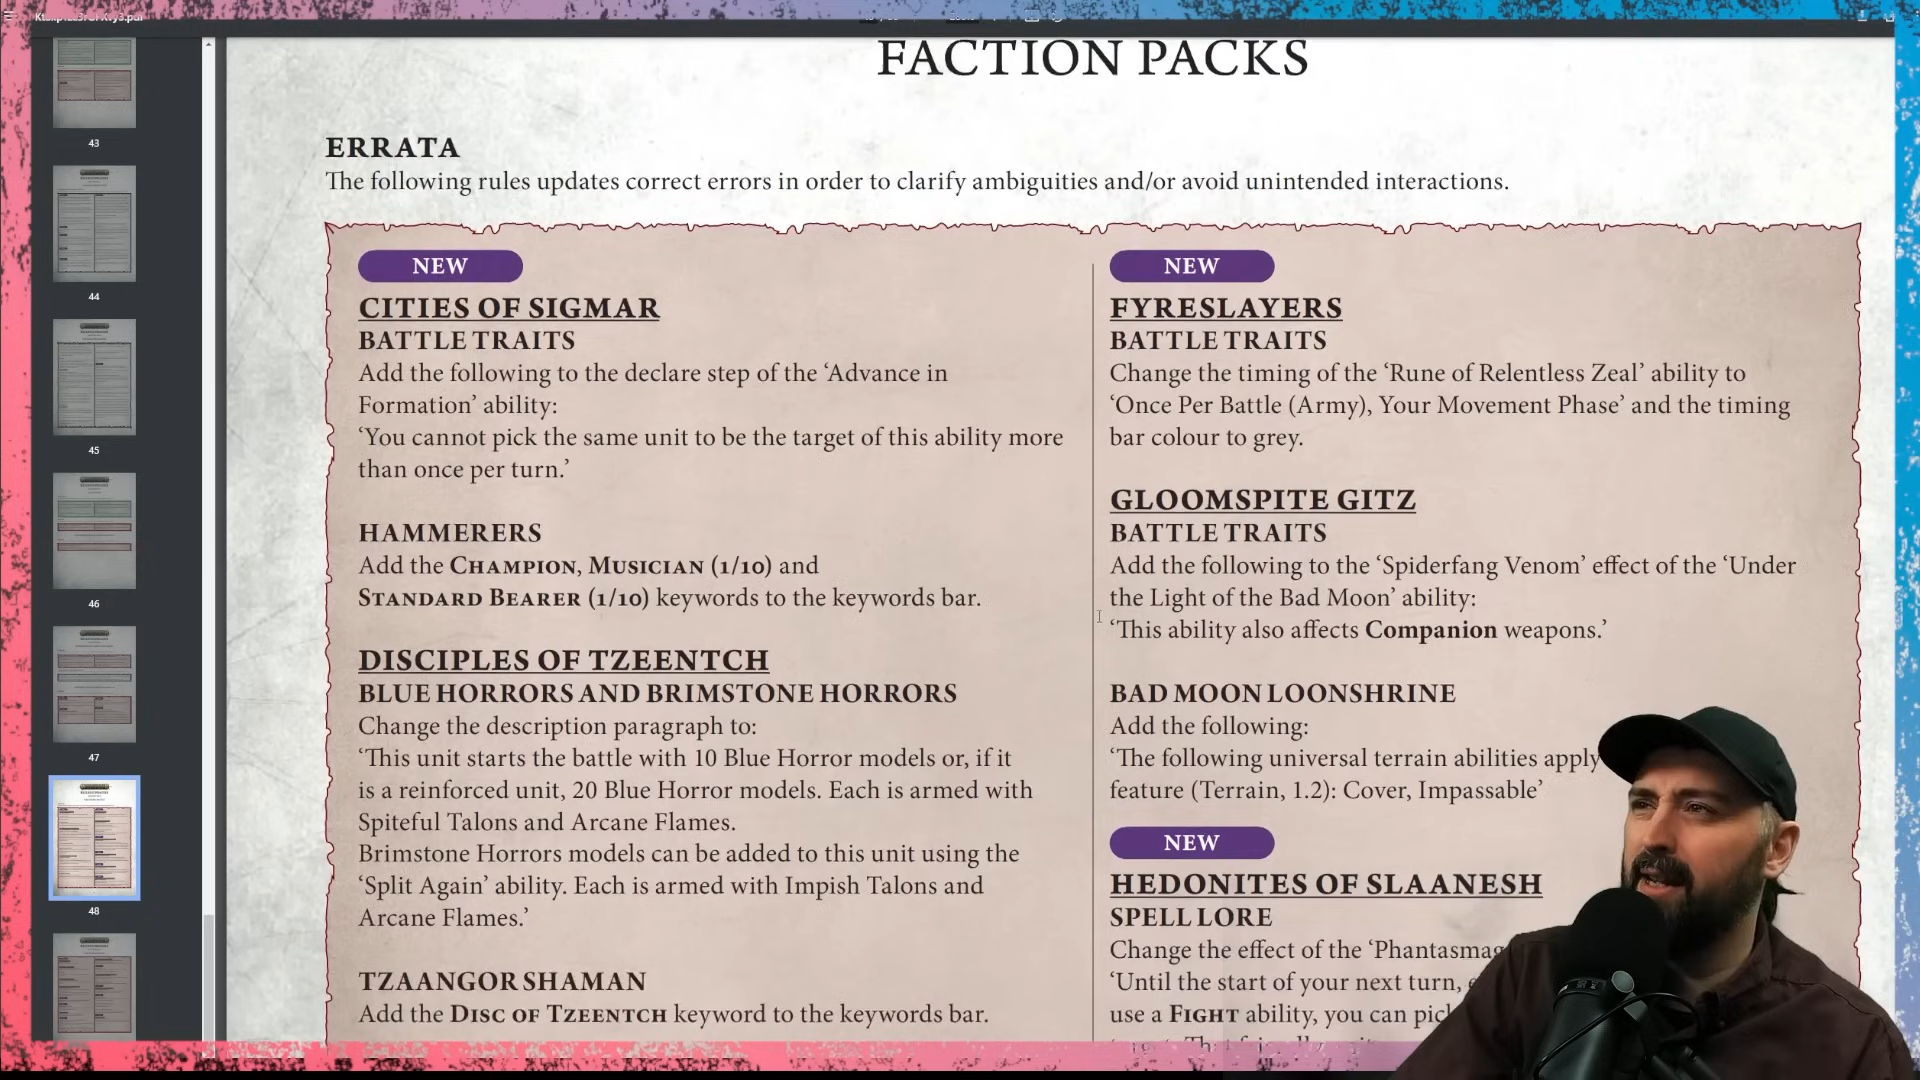 FACTION PACKS
ERRATA
The following rules updates correct errors in order to clarify ambiguities and/or avoid unintended interactions.
NEW
CITIES OF SIGMAR
BATTLE TRAITS
Add the following to the declare step of the ‘Advance in
Formation’ ability:
‘You cannot pick the same unit to be the target of this ability more
than once per turn.’
HAMMERERS
Add the CHAMPION, MUSICIAN (1/10) and
STANDARD BEARER (1/10) keywords to the keywords bar.
DISCIPLES OF TZEENTCH
BLUE HORRORS AND BRIMSTONE HORRORS
Change the description paragraph to:
‘This unit starts the battle with 10 Blue Horror models or, if it
is a reinforced unit, 20 Blue Horror models. Each is armed with
Spiteful Talons and Arcane Flames.
Brimstone Horrors models can be added to this unit using the
‘Split Again’ ability. Each is armed with Impish Talons and
Arcane Flames.’
TZAANGOR SHAMAN
Add the DISC OF TZEENTCH keyword to the keywords bar.
NEW
FYRESLAYERS
BATTLE TRAITS
Change the timing of the ‘Rune of Relentless Zeal’ ability to
‘Once Per Battle (Army), Your Movement Phase’ and the timing
bar colour to grey.
GLOOMSPITE GITZ
BATTLE TRAITS
Add the following to the ‘Spiderfang Venom’ effect of the ‘Under
the Light of the Bad Moon’ ability:
‘This ability also affects Companion weapons.’
BAD MOON LOONSHRINE
Add the following:
‘The following universal terrain abilities apply
feature (Terrain, 1.2): Cover, Impassable’
NEW
HEDONITES OF SLAANESH
SPELL LORE
Change the effect of the ‘Phantasmag
‘Until the start of your next turn,
use a FIGHT ability, you can pic
43
44
45
46
47
48